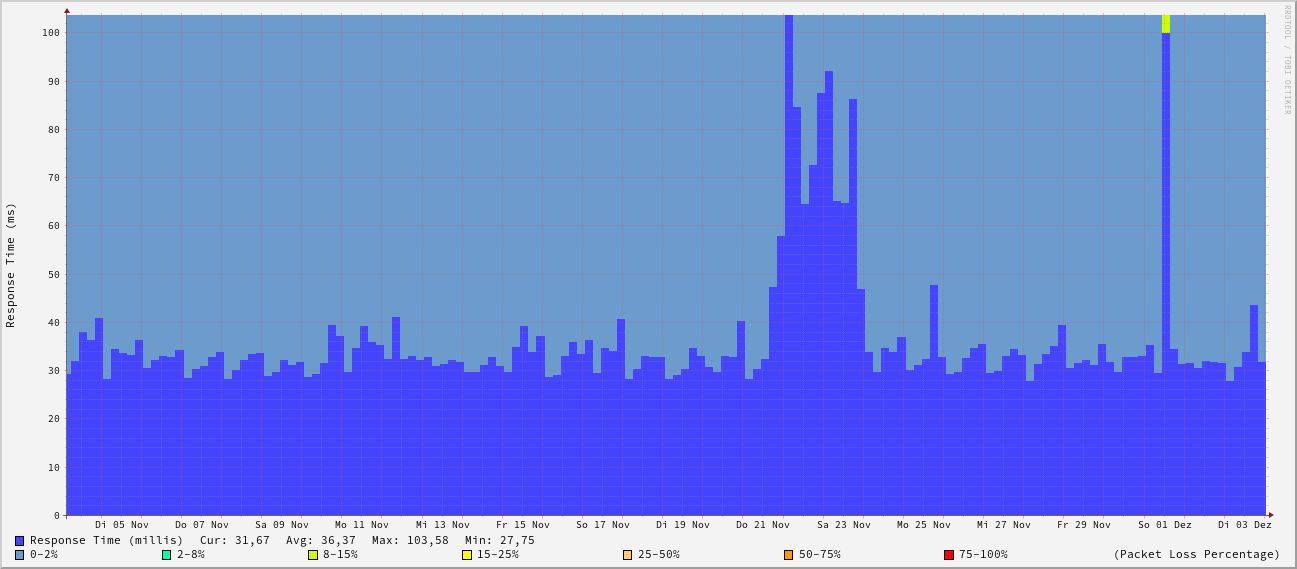 RRDTOOL / TOBI OETIKER
Response Time (ms)
100
90
80
70
60
50
40
30
20
10
0
Di 05 Nov Do 07 Nov Sa 09 Nov Mo 11 Nov Mi 13 Nov Fr 15 Nov So 17 Nov Di 19 Nov Do 21 Nov Sa 23 Nov Mo 25 Nov Mi 27 Nov Fr 29 Nov So 01 Dez Di 03 Dez
Response Time (millis) Cur: 31,67 Avg: 36,37 Max: 103,58 Min: 27,75
0-2% 2-8% 8-15% 15-25% 25-50% 50-75% 75-100% (Packet Loss Percentage)